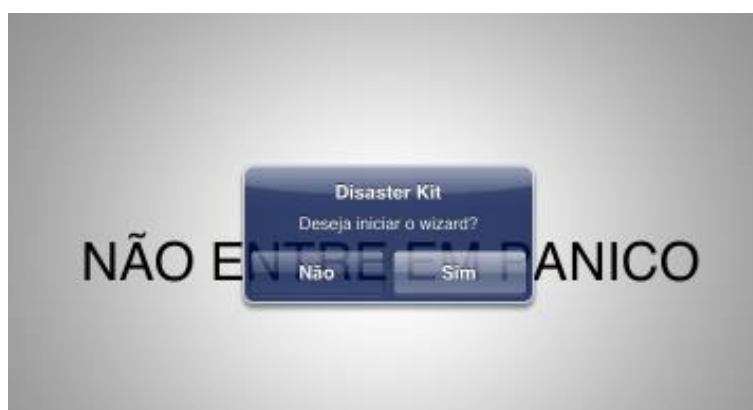 Disaster Kit
Deseja iniciar o wizard?
NÃO ENTRE EM PANICO
Não
Sim